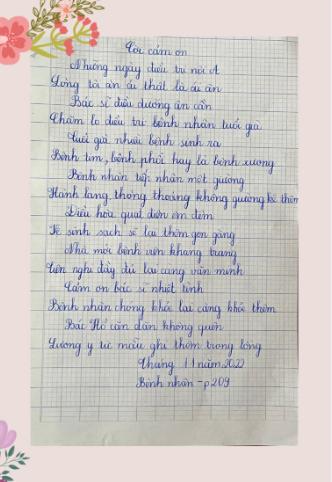 Lời cảm ơn
Những ngày điều trị nội A
Lòng tôi ân ái thật là ái ân
Bác sĩ điều dưỡng ân cần
Chăm lo điều trị bệnh nhân tuổi già
Tuổi già nhiều bệnh sinh ra
Bệnh tim, bệnh phổi hay là bệnh xương
Bệnh nhân tiếp nhận một gương
Hành lang thông thoáng không gường kê thêm
Điều hòa quạt điện êm đềm
Vệ sinh sạch sẽ lại thêm gọn gàng
Nhà mới bệnh viện khang trang
Tiện nghi đầy đủ lại càng văn minh
Cảm ơn bác sĩ nhiệt tình
Bệnh nhân chóng khỏi lại càng khỏe thêm
Bác Hồ căn dặn không quên
Lương y từ mẫu ghi thêm trong lòng
Tháng 11 năm 2022
Bệnh nhân - p209